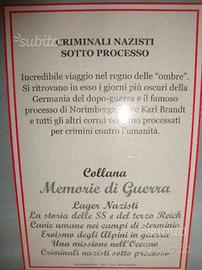 subito
CRIMINALI NAZISTI
SOTTO PROCESSO
Incredibile viaggio nel regno delle "ombre".
Si ritrovano in esso i giorni più oscuri della
Germania del dopo-guerra e il famoso
processo di Norimberga. Karl Brandt
e tutti gli altri vengono processati
per crimini contro l'umanità.
Collana
Memorie di Guerra
Lager Nazisti
La storia delle SS e del terzo Reich
Cavie umane nei campi di sterminio
Eroismo degli Alpini in guerra
Una missione nell'Oceano
Criminali nazisti sotto processo